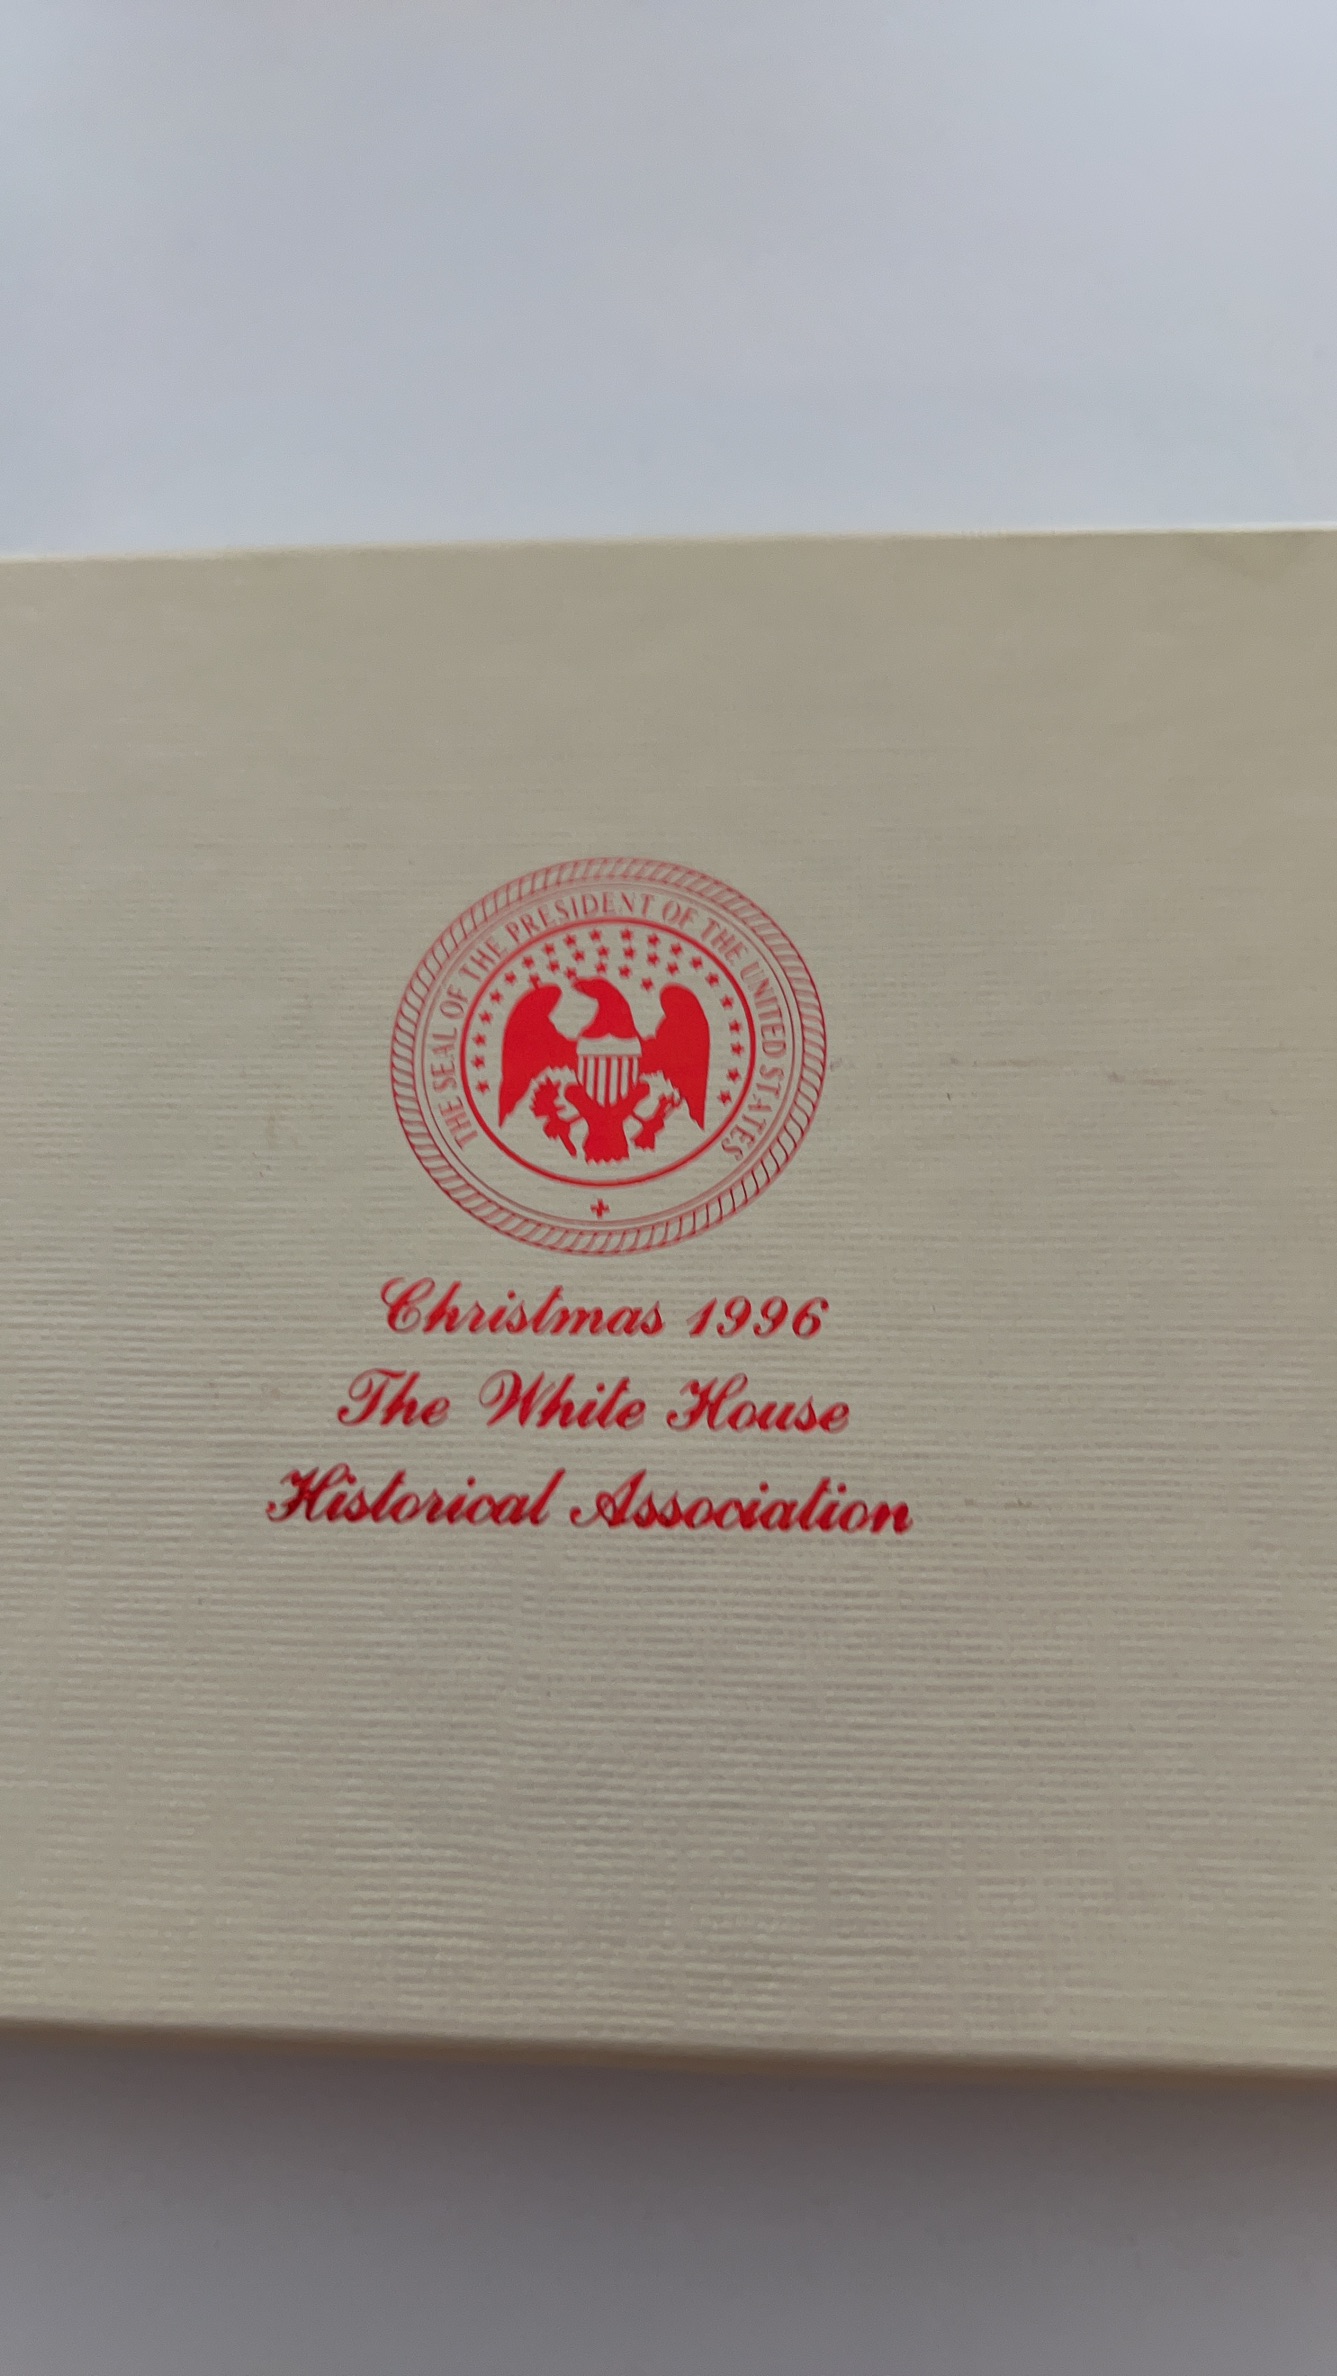 THE SEAL OF THE PRESIDENT OF THE UNITED STATES
Christmas 1996
The White House
Historical Association